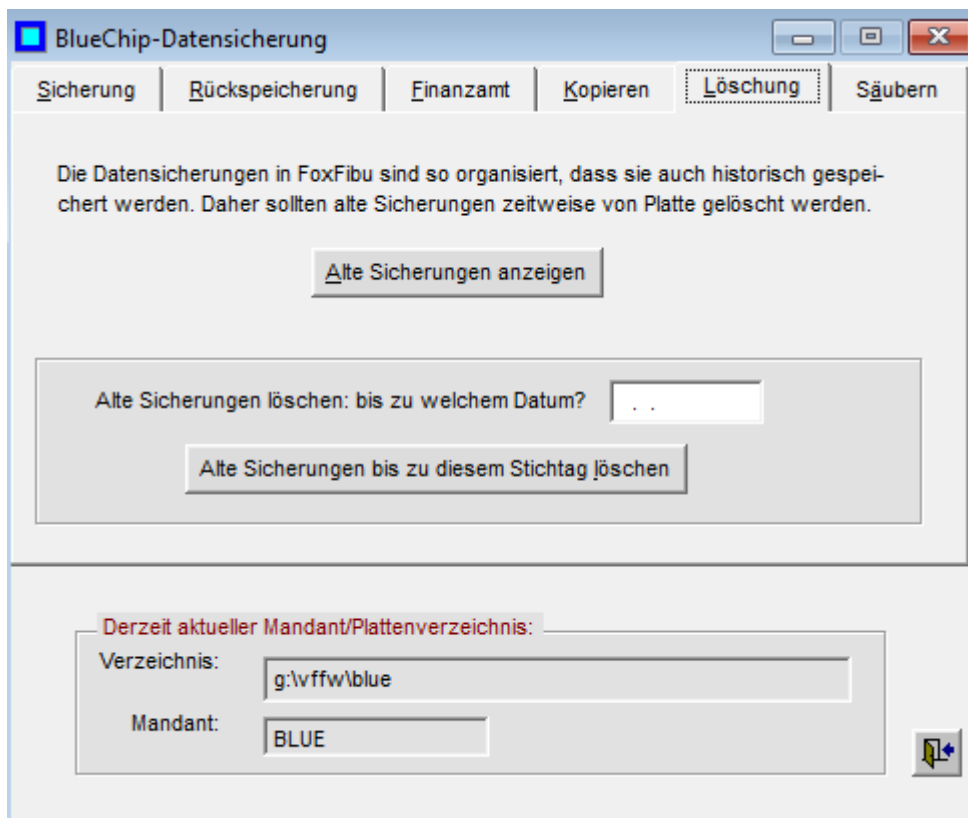 BlueChip-Datensicherung
Sicherung Rückspeicherung Finanzamt Kopieren Löschung Säubern
Die Datensicherungen in FoxFibu sind so organisiert, dass sie auch historisch gespei-
chert werden. Daher sollten alte Sicherungen zeitweise von Platte gelöscht werden.
Alte Sicherungen anzeigen
Alte Sicherungen löschen: bis zu welchem Datum? . .
Alte Sicherungen bis zu diesem Stichtag löschen
Derzeit aktueller Mandant/Plattenverzeichnis:
Verzeichnis: g:\vffw\blue
Mandant: BLUE